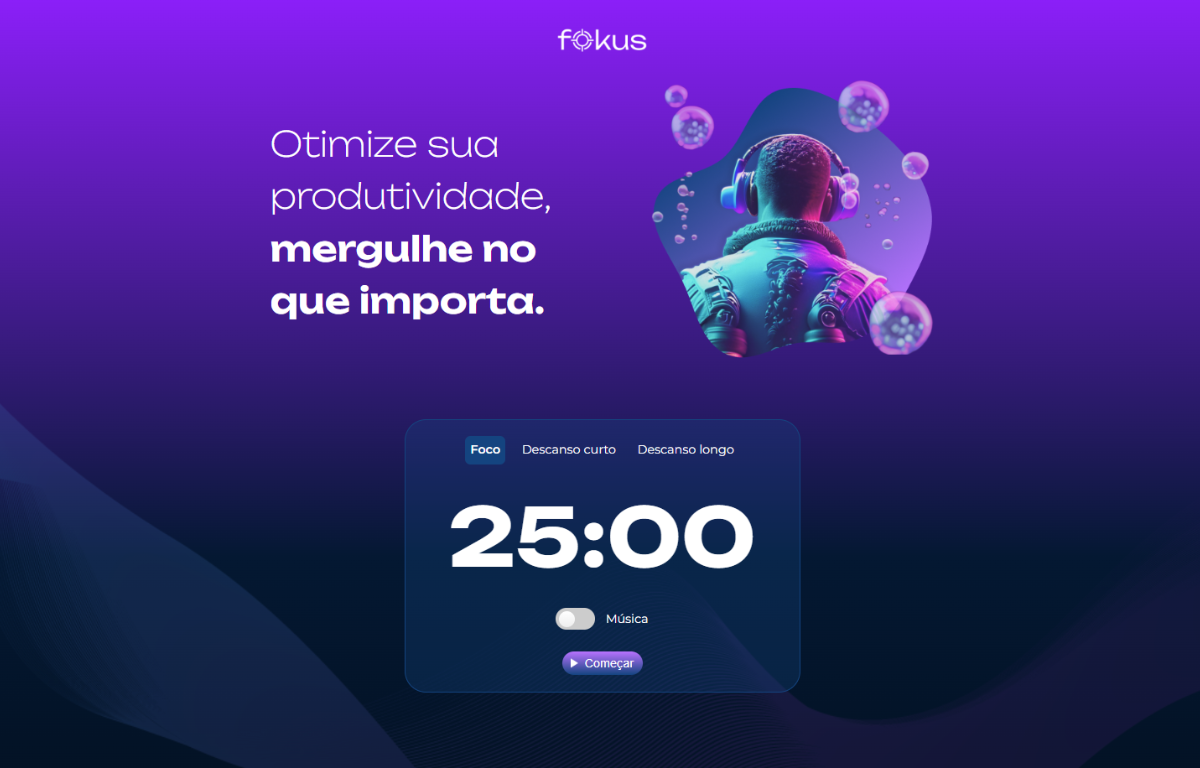 fokus
Otimize sua
produtividade,
mergulhe no
que importa.
Foco Descanso curto Descanso longo
25:00
Música
Começar